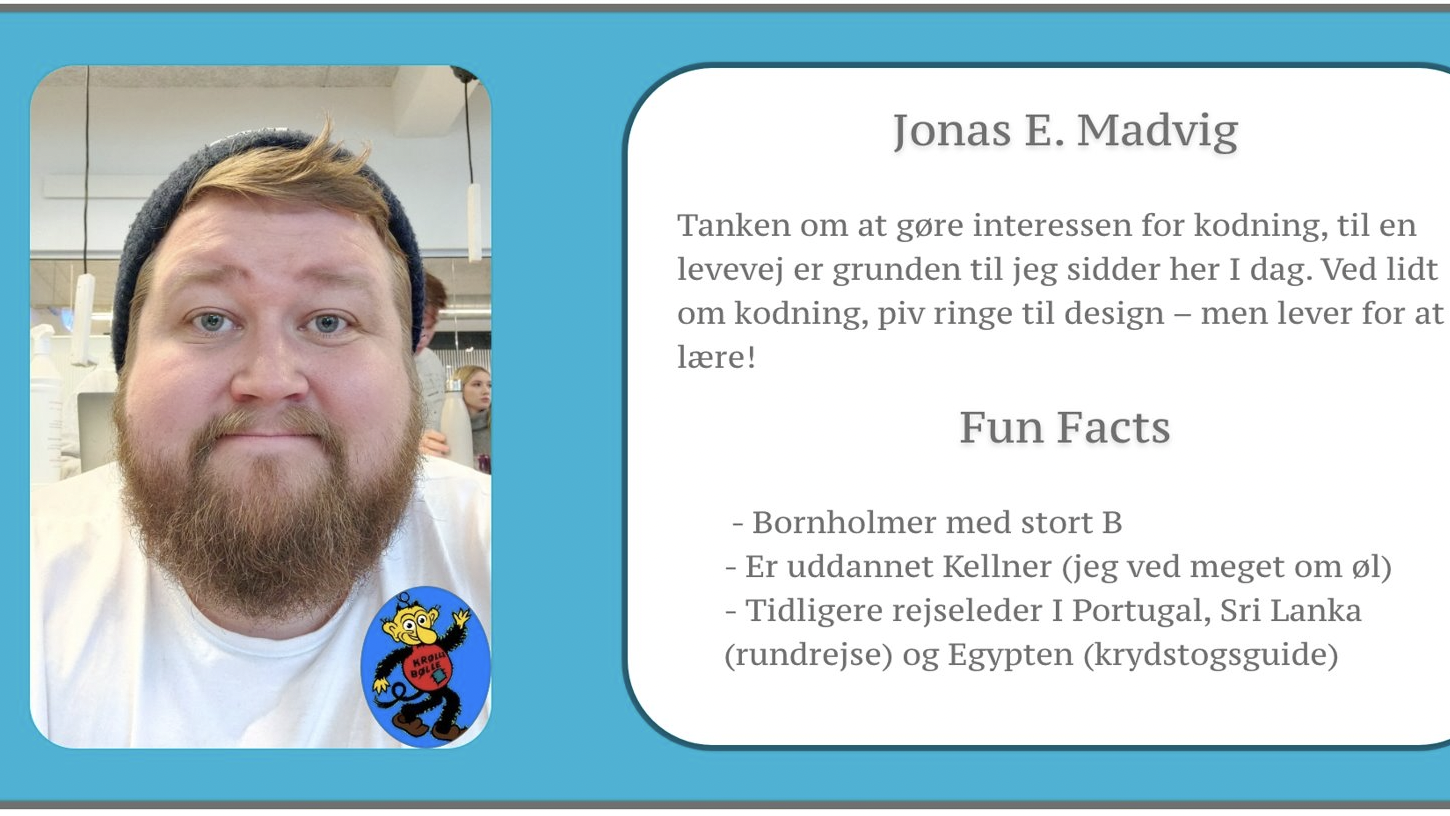 Jonas E. Madvig
Tanken om at gøre interessen for kodning, til en
levevej er grunden til jeg sidder her I dag. Ved lidt
om kodning, piv ringe til design – men lever for at
lære!
Fun Facts
- Bornholmer med stort B
- Er uddannet Kellner (jeg ved meget om øl)
- Tidligere rejseleder I Portugal, Sri Lanka
(rundrejse) og Egypten (krydstogsguide)
KRØLLE
BØLLE